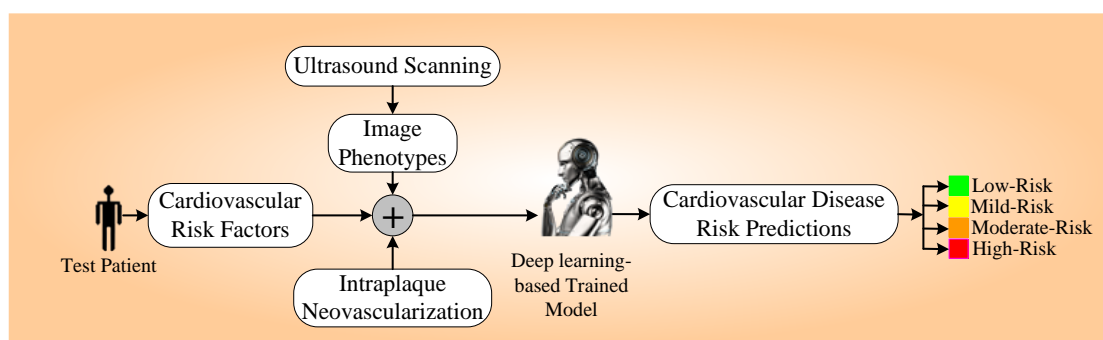 Ultrasound Scanning
Image
Phenotypes
Test Patient
Cardiovascular
Risk Factors
+
Intraplaque
Neovascularization
Deep learning-
based Trained
Model
Cardiovascular Disease
Risk Predictions
Low-Risk
Mild-Risk
Moderate-Risk
High-Risk